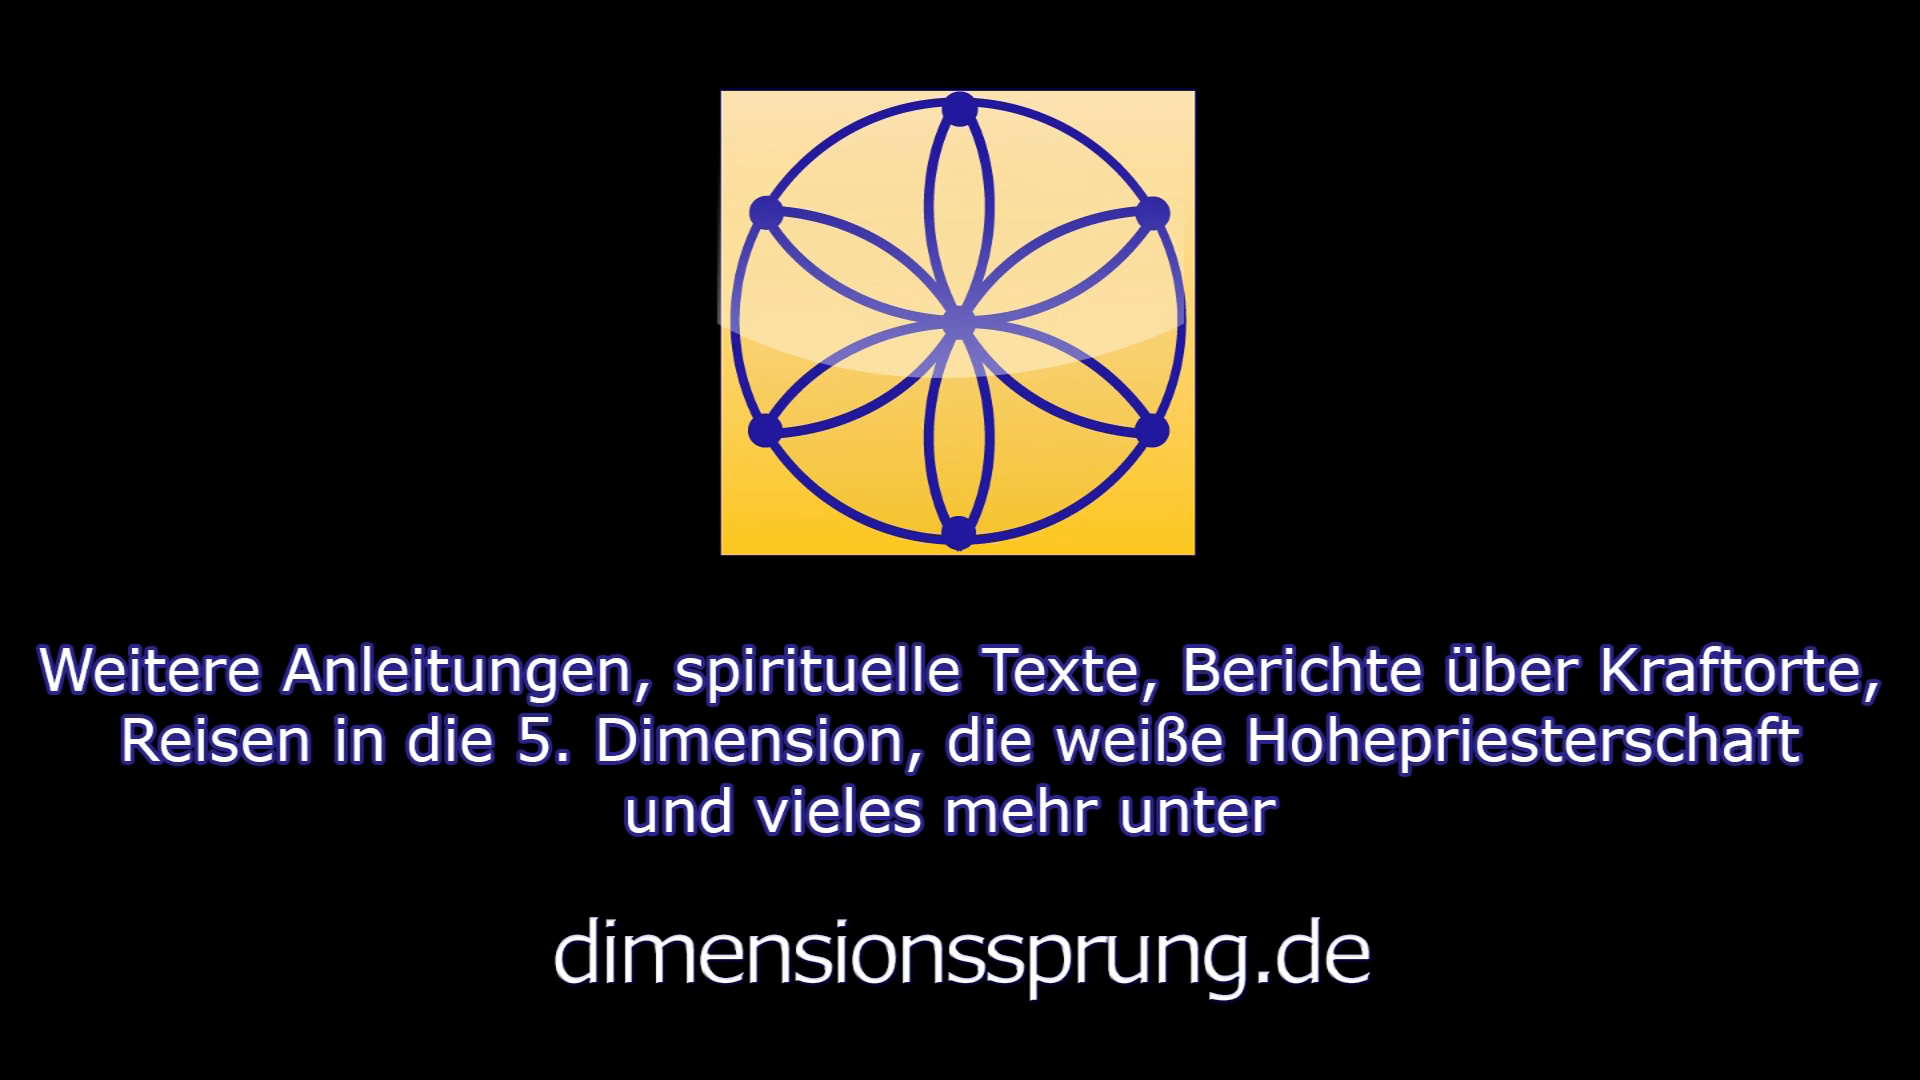 Weitere Anleitungen, spirituelle Texte, Berichte über Kraftorte,
Reisen in die 5. Dimension, die weiße Hohepriesterschaft
und vieles mehr unter
dimensionssprung.de